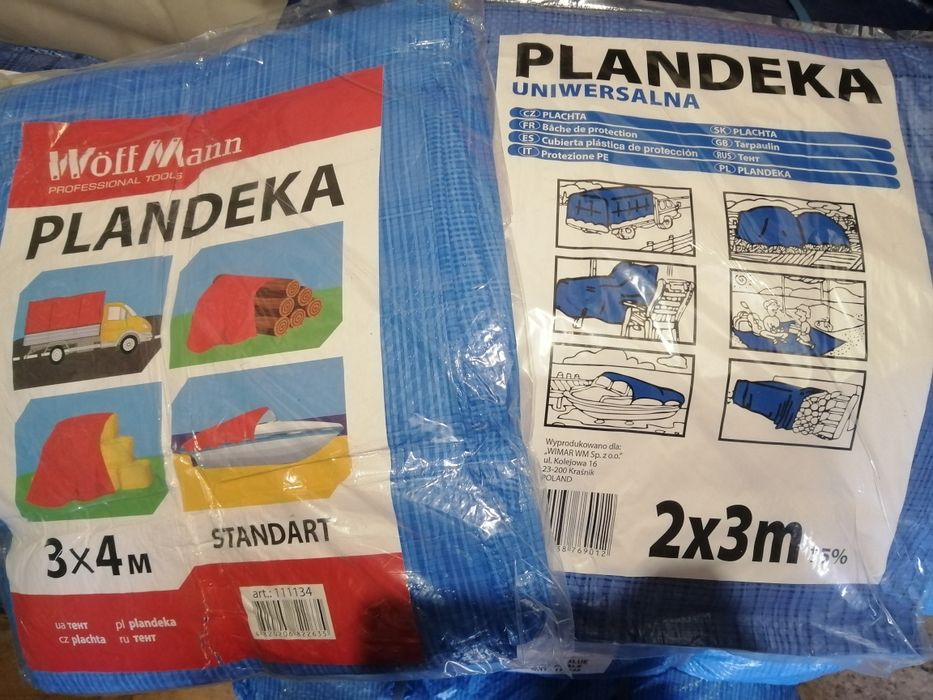 WöffMann
PROFESSIONAL TOOLS
PLANDEKA
3×4м
STANDART
art.: 111134
ua тент pl plandeka
cz plachta ru тент
PLANDEKA
UNIWERSALNA
CZ PLACHTA
FR Bâche de protection
ES Cubierta plástica de protección
IT Protezione PE
SK PLACHTA
GB Tarpaulin
RUS Тент
PL PLANDEKA
Wyprodukowano dla:
„WIMAR WM Sp. z o.o."
ul. Kolejowa 16
23-200 Kraśnik
POLAND
2x3m